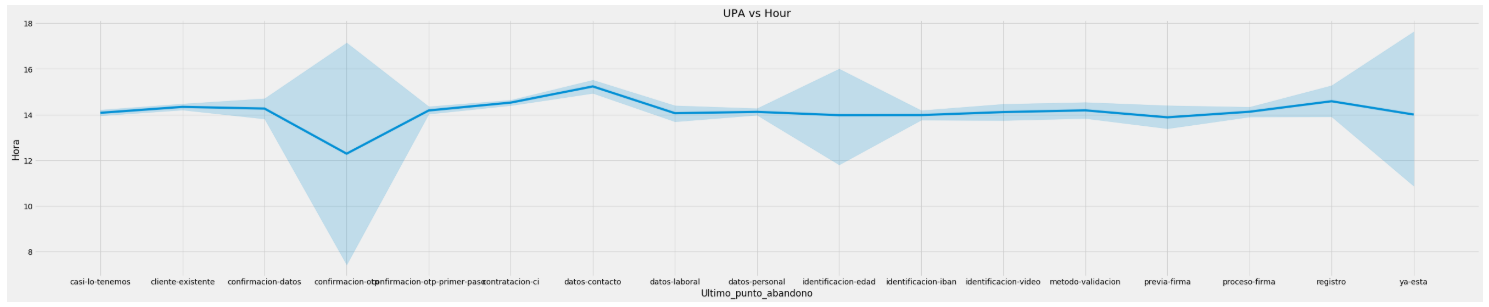 UPA vs Hour
18
16
14
12
10
8
Hora
casi-lo-tenemos cliente-existente confirmacion-datos confirmacion-otp confirmacion-otp-primer-paso contratacion-ci datos-contacto datos-laboral datos-personal identificacion-edad identificacion-iban identificacion-video metodo-validacion previa-firma proceso-firma registro ya-esta
Ultimo_punto_abandono